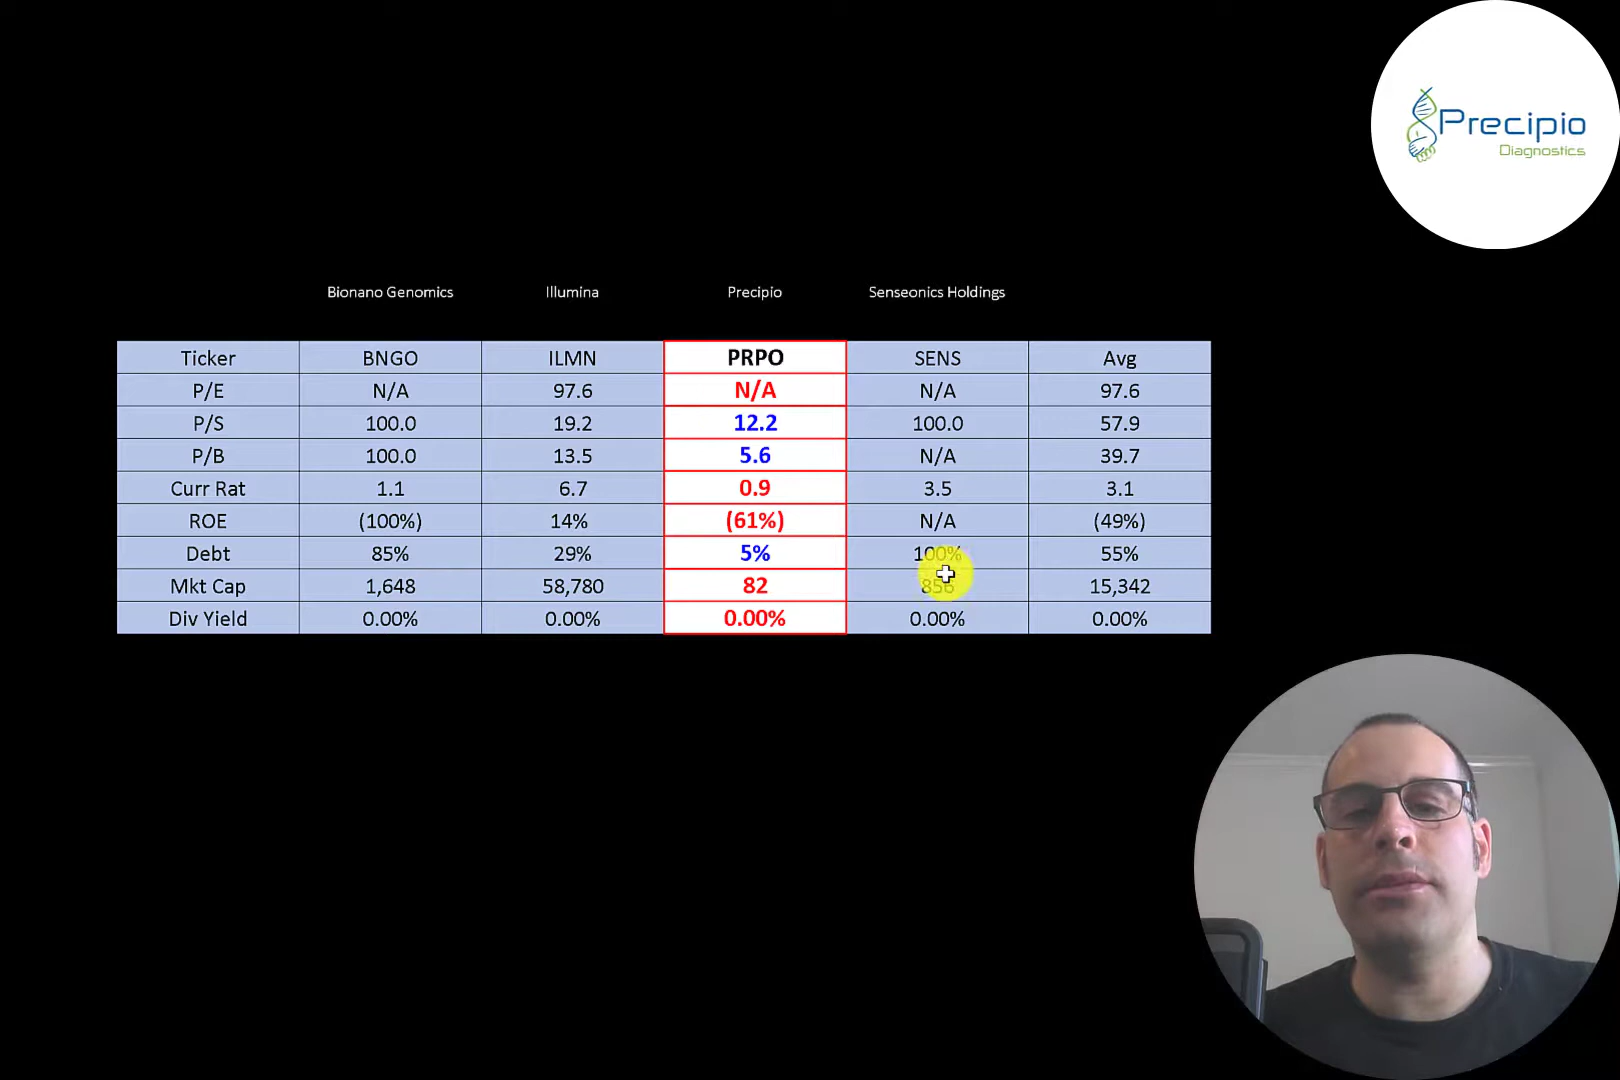 Precipio
Diagnostics
Bionano Genomics Illumina Precipio Senseonics Holdings
Ticker BNGO ILMN PRPO SENS Avg
P/E N/A 97.6 N/A N/A 97.6
P/S 100.0 19.2 12.2 100.0 57.9
P/B 100.0 13.5 5.6 N/A 39.7
Curr Rat 1.1 6.7 0.9 3.5 3.1
ROE (100%) 14% (61%) N/A (49%)
Debt 85% 29% 5% 100% 55%
Mkt Cap 1,648 58,780 82 856 15,342
Div Yield 0.00% 0.00% 0.00% 0.00% 0.00%